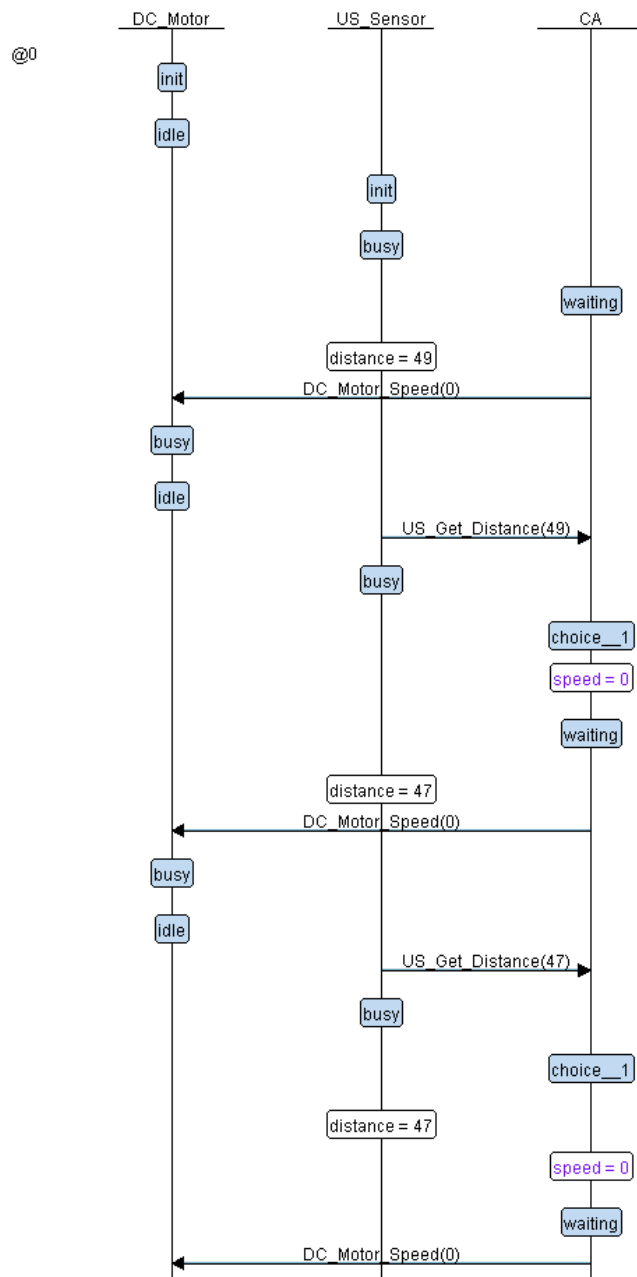 DC_Motor US_Sensor CA
@0
init
idle
init
busy
waiting
distance = 49
DC_Motor_Speed(0)
busy
idle
US_Get_Distance(49)
busy
choice__1
speed = 0
waiting
distance = 47
DC_Motor_Speed(0)
busy
idle
US_Get_Distance(47)
busy
choice__1
distance = 47
speed = 0
waiting
DC_Motor_Speed(0)